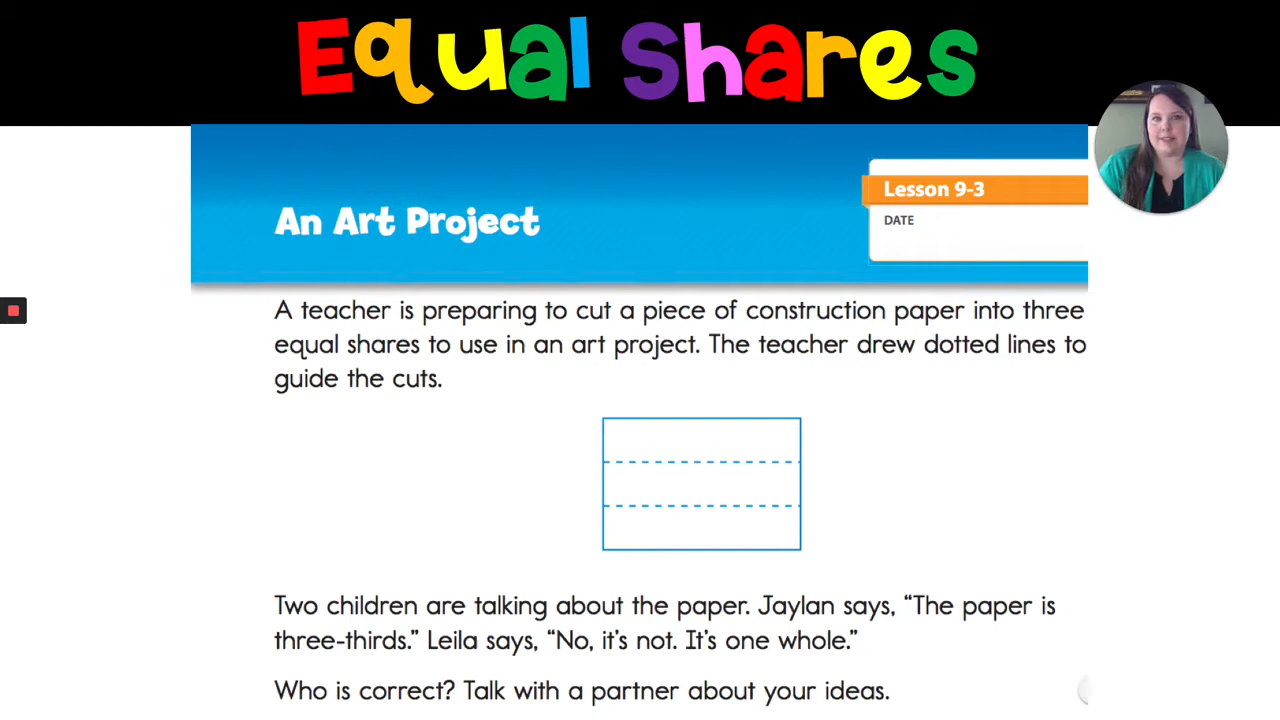 Equal Shares
Lesson 9-3
DATE
An Art Project
A teacher is preparing to cut a piece of construction paper into three
equal shares to use in an art project. The teacher drew dotted lines to
guide the cuts.
Two children are talking about the paper. Jaylan says, “The paper is
three-thirds.” Leila says, “No, it’s not. It’s one whole.”
Who is correct? Talk with a partner about your ideas.